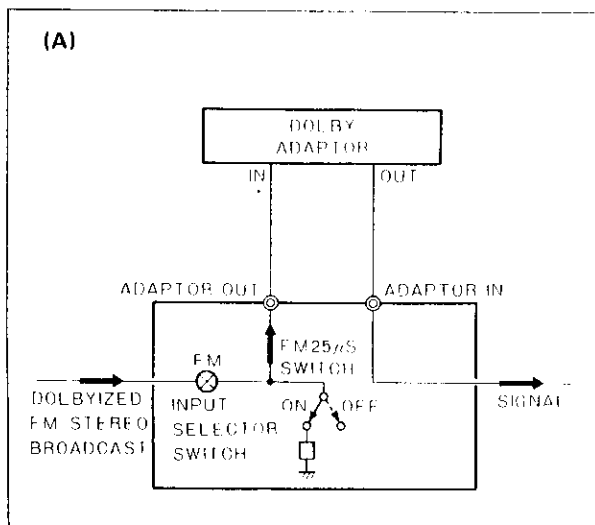 (A)
DOLBY
ADAPTOR
IN
OUT
ADAPTOR OUT
ADAPTOR IN
FM
FM25μS
SWITCH
DOLBYIZED
FM STEREO
BROADCAST
INPUT
SELECTOR
SWITCH
ON
OFF
SIGNAL